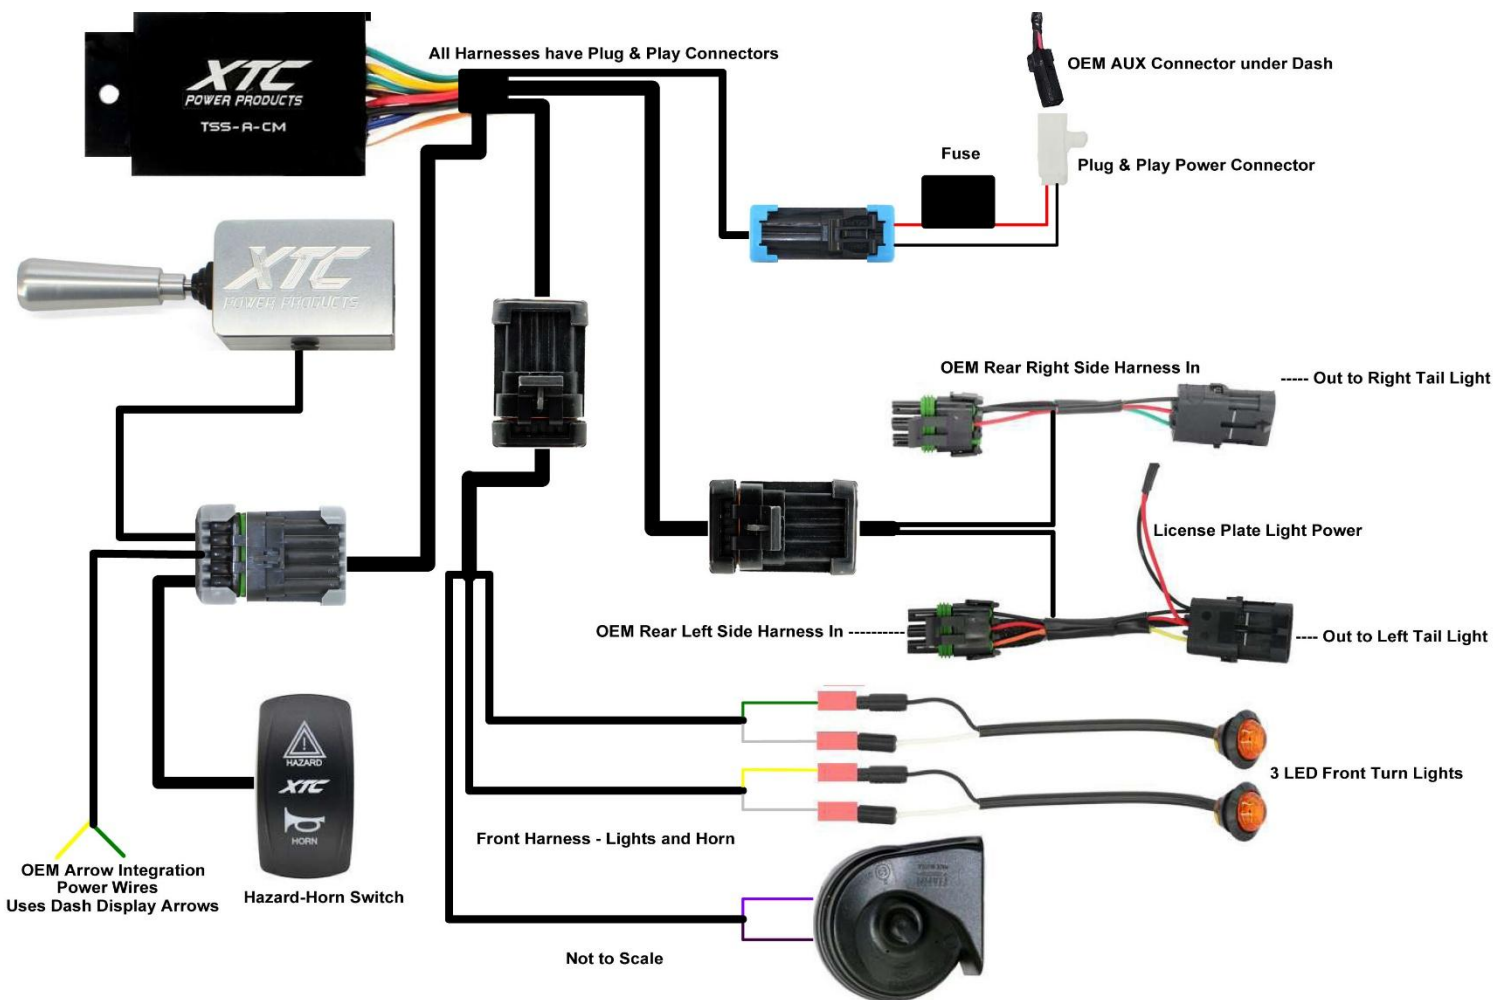 All Harnesses have Plug & Play Connectors
XTC
POWER PRODUCTS
TSS-A-CM
OEM AUX Connector under Dash
Fuse
Plug & Play Power Connector
XTC
POWER PRODUCTS
OEM Rear Right Side Harness In
----- Out to Right Tail Light
License Plate Light Power
OEM Rear Left Side Harness In ----------
---- Out to Left Tail Light
HAZARD
XTC
HORN
3 LED Front Turn Lights
Front Harness - Lights and Horn
OEM Arrow Integration
Power Wires
Uses Dash Display Arrows
Hazard-Horn Switch
Not to Scale